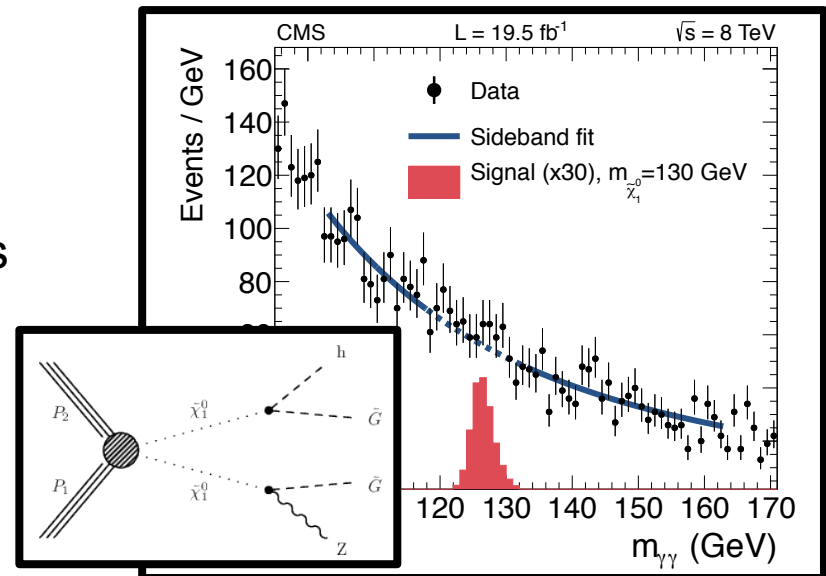 CMS L = 19.5 fb⁻¹ √s = 8 TeV
Events / GeV
160
140
120
100
80
Data
Sideband fit
Signal (x30), m_χ̃₁⁰=130 GeV
s
h
P₂
χ̃₁⁰
G̃
P₁
χ̃₁⁰
G̃
Z
120 130 140 150 160 170
m_γγ (GeV)